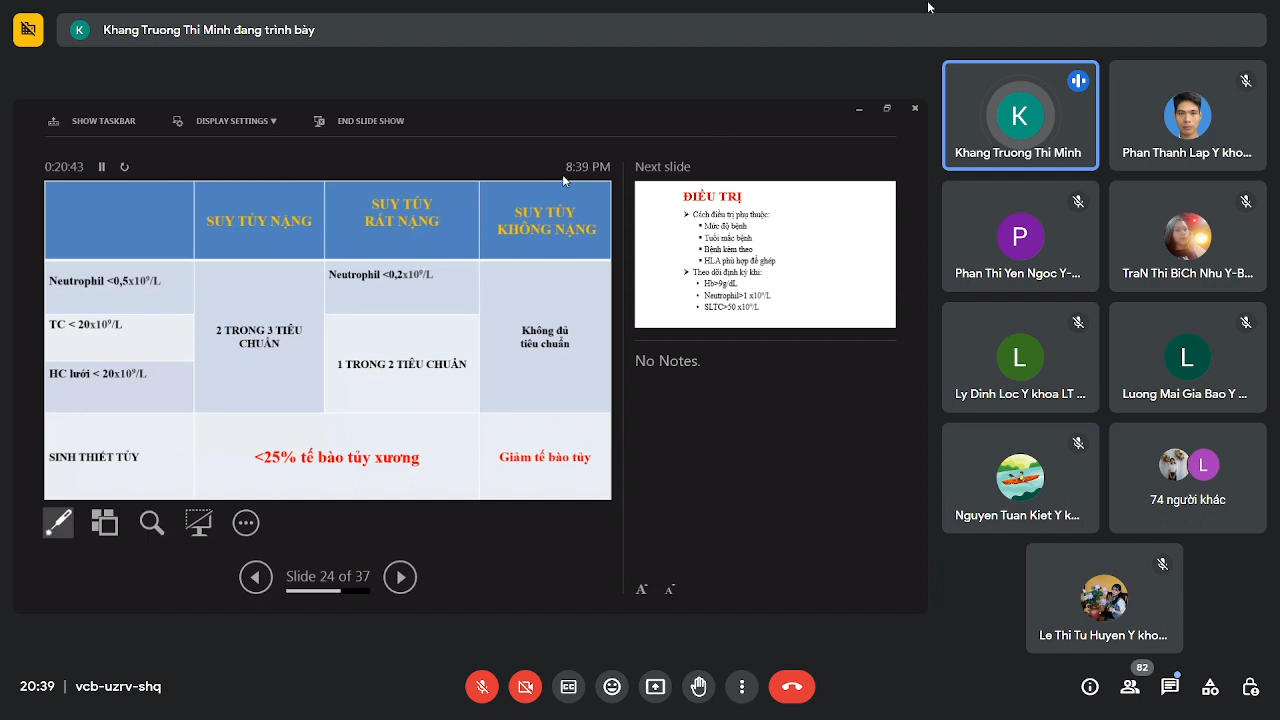 K
Khang Truong Thi Minh đang trình bày
SHOW TASKBAR
DISPLAY SETTINGS ▾
END SLIDE SHOW
0:20:43
8:39 PM
SUY TỦY NẶNG
SUY TỦY
RẤT NẶNG
SUY TỦY
KHÔNG NẶNG
Neutrophil <0,5x10⁹/L
Neutrophil <0,2x10⁹/L
TC < 20x10⁹/L
HC lưới < 20x10⁹/L
2 TRONG 3 TIÊU
CHUẨN
1 TRONG 2 TIÊU CHUẨN
Không đủ
tiêu chuẩn
SINH THIẾT TỦY
<25% tế bào tủy xương
Giảm tế bào tủy
Slide 24 of 37
Next slide
ĐIỀU TRỊ
➢ Cách điều trị phụ thuộc:
▪ Mức độ bệnh
▪ Tuổi mắc bệnh
▪ Bệnh kèm theo
▪ HLA phù hợp để ghép
➢ Theo dõi định kỳ khi:
• Hb>9g/dL
• Neutrophil>1 x10⁹/L
• SLTC>50 x10⁹/L
No Notes.
A
A
K
Khang Truong Thi Minh
Phan Thanh Lap Y kho...
P
Phan Thi Yen Ngoc Y-...
TraN Thi BiCh Nhu Y-B...
L
Ly Dinh Loc Y khoa LT ...
L
Luong Mai Gia Bao Y ...
Nguyen Tuan Kiet Y k...
L
74 người khác
Le Thi Tu Huyen Y kho...
20:39 | vcb-uzrv-shq
82